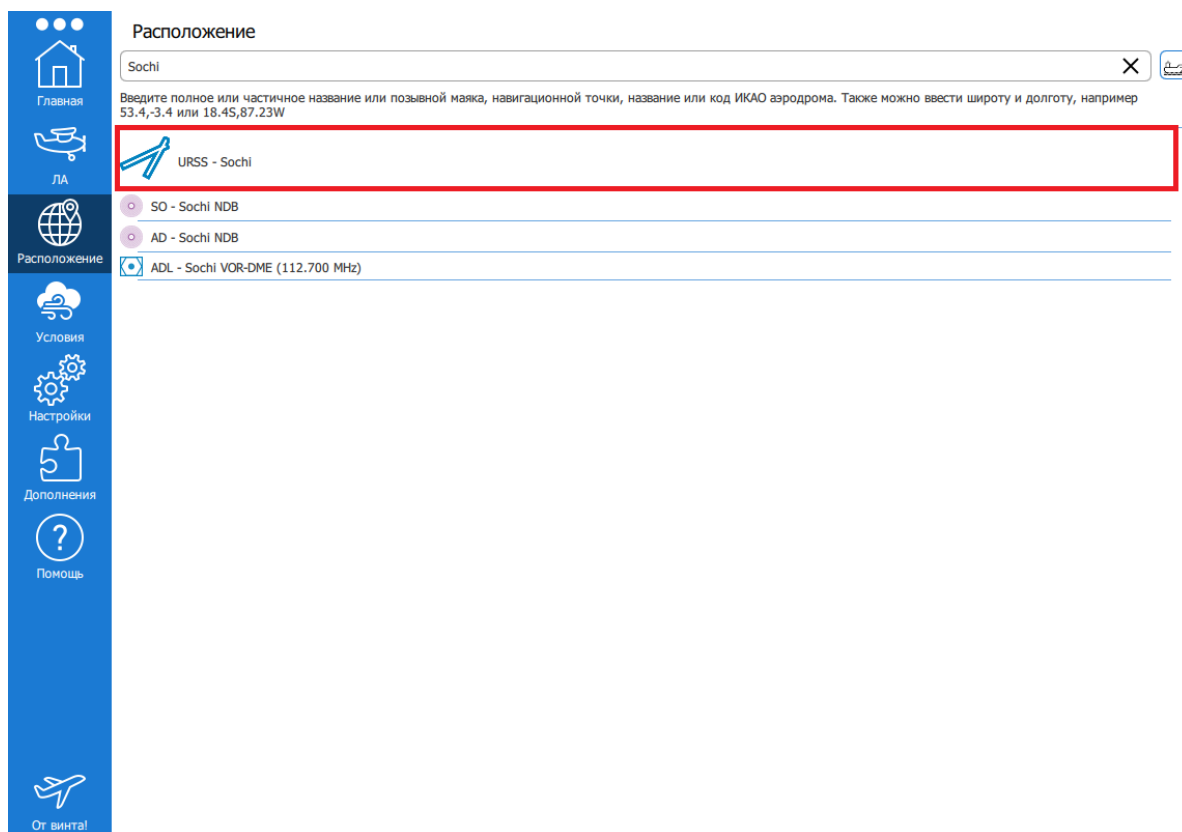 Главная
ЛА
Расположение
Условия
Настройки
Дополнения
Помощь
От винта!
Расположение
Sochi
Введите полное или частичное название или позывной маяка, навигационной точки, название или код ИКАО аэродрома. Также можно ввести широту и долготу, например
53.4,-3.4 или 18.4S,87.23W
URSS - Sochi
SO - Sochi NDB
AD - Sochi NDB
ADL - Sochi VOR-DME (112.700 MHz)